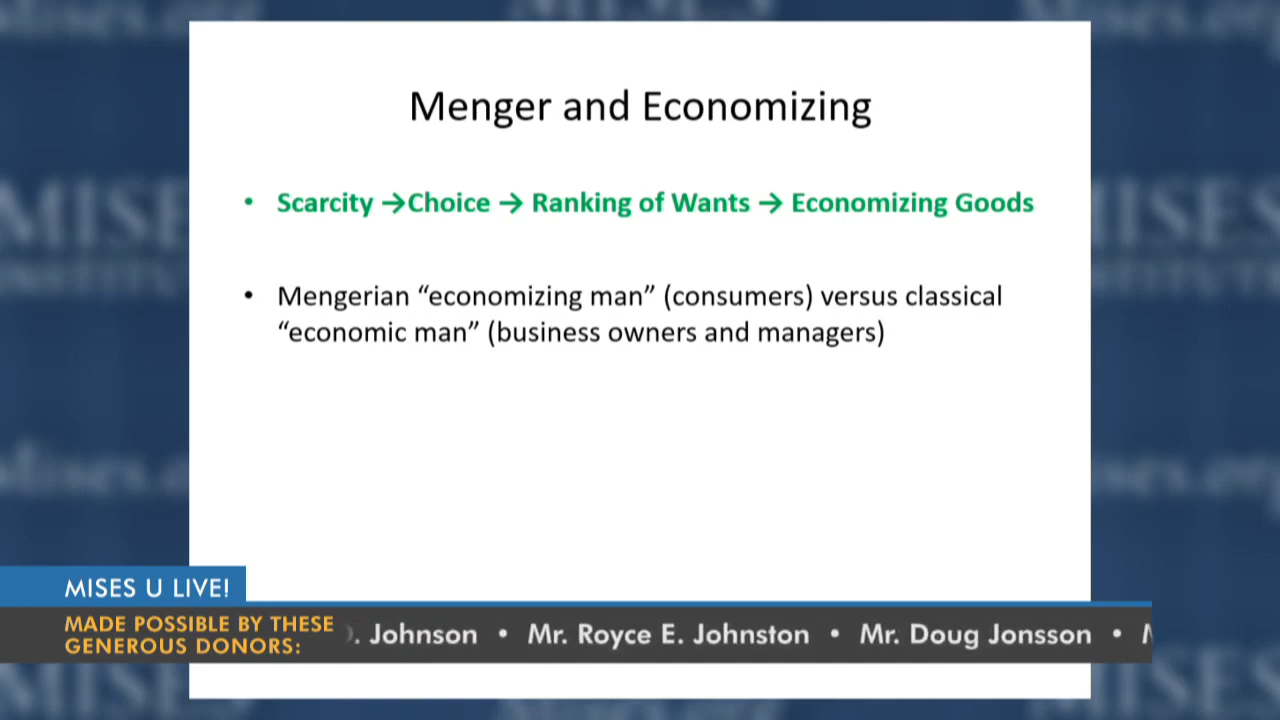 Menger and Economizing
• Scarcity →Choice → Ranking of Wants → Economizing Goods
• Mengerian “economizing man” (consumers) versus classical
“economic man” (business owners and managers)
MISES U LIVE!
MADE POSSIBLE BY THESE
GENEROUS DONORS:
. Johnson • Mr. Royce E. Johnston • Mr. Doug Jonsson •